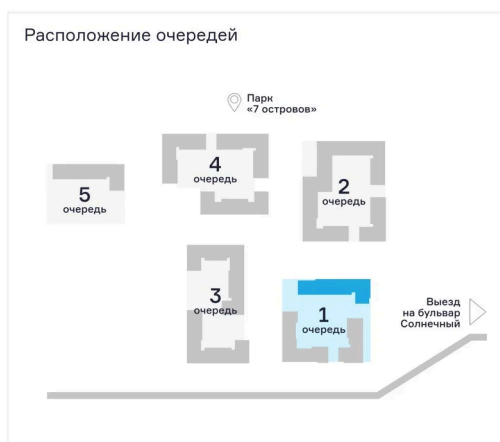 Расположение очередей
Парк
«7 островов»
4
очередь
5
очередь
2
очередь
3
очередь
1
очередь
Выезд
на бульвар
Солнечный